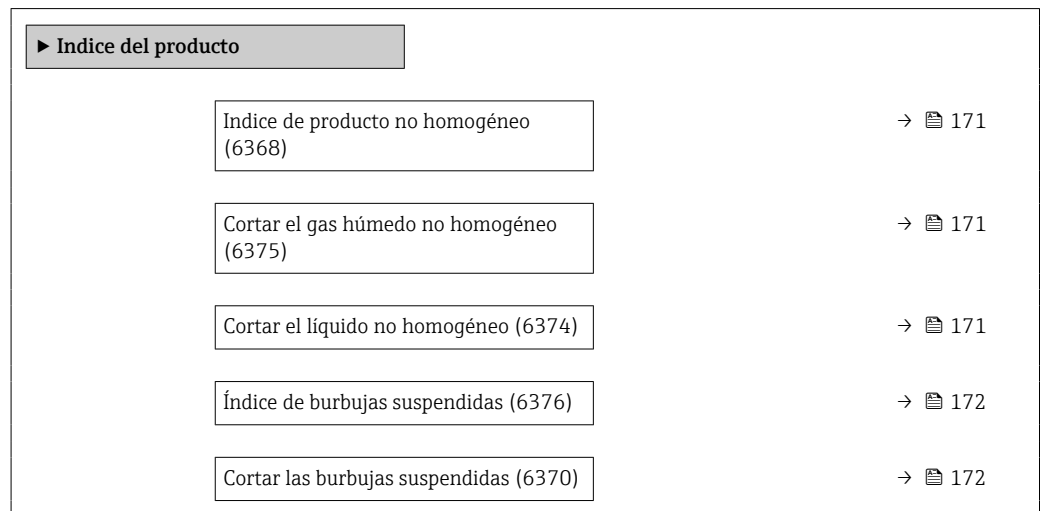 ► Indice del producto
Indice de producto no homogéneo
(6368)
→ 171
Cortar el gas húmedo no homogéneo
(6375)
→ 171
Cortar el líquido no homogéneo (6374)
→ 171
Índice de burbujas suspendidas (6376)
→ 172
Cortar las burbujas suspendidas (6370)
→ 172